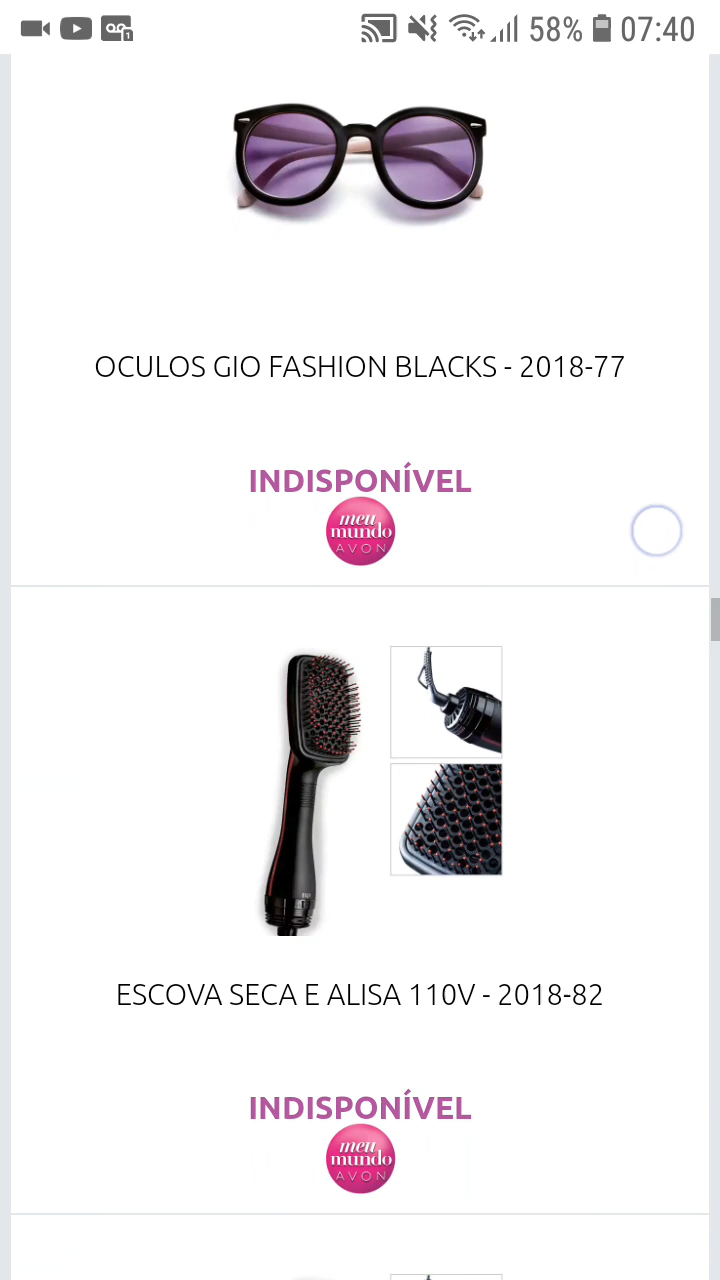 58% 07:40
OCULOS GIO FASHION BLACKS - 2018-77
INDISPONÍVEL
meu
mundo
AVON
ESCOVA SECA E ALISA 110V - 2018-82
INDISPONÍVEL
meu
mundo
AVON